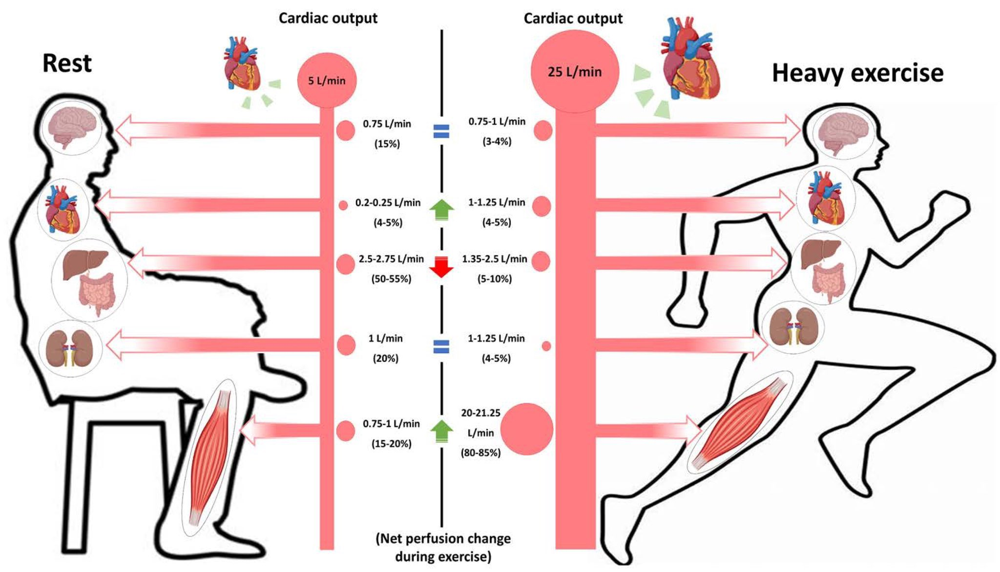 Cardiac output
Cardiac output
Rest
Heavy exercise
5 L/min
25 L/min
0.75 L/min
(15%)
0.75-1 L/min
(3-4%)
0.2-0.25 L/min
(4-5%)
1-1.25 L/min
(4-5%)
2.5-2.75 L/min
(50-55%)
1.35-2.5 L/min
(5-10%)
1 L/min
(20%)
1-1.25 L/min
(4-5%)
0.75-1 L/min
(15-20%)
20-21.25
L/min
(80-85%)
(Net perfusion change
during exercise)